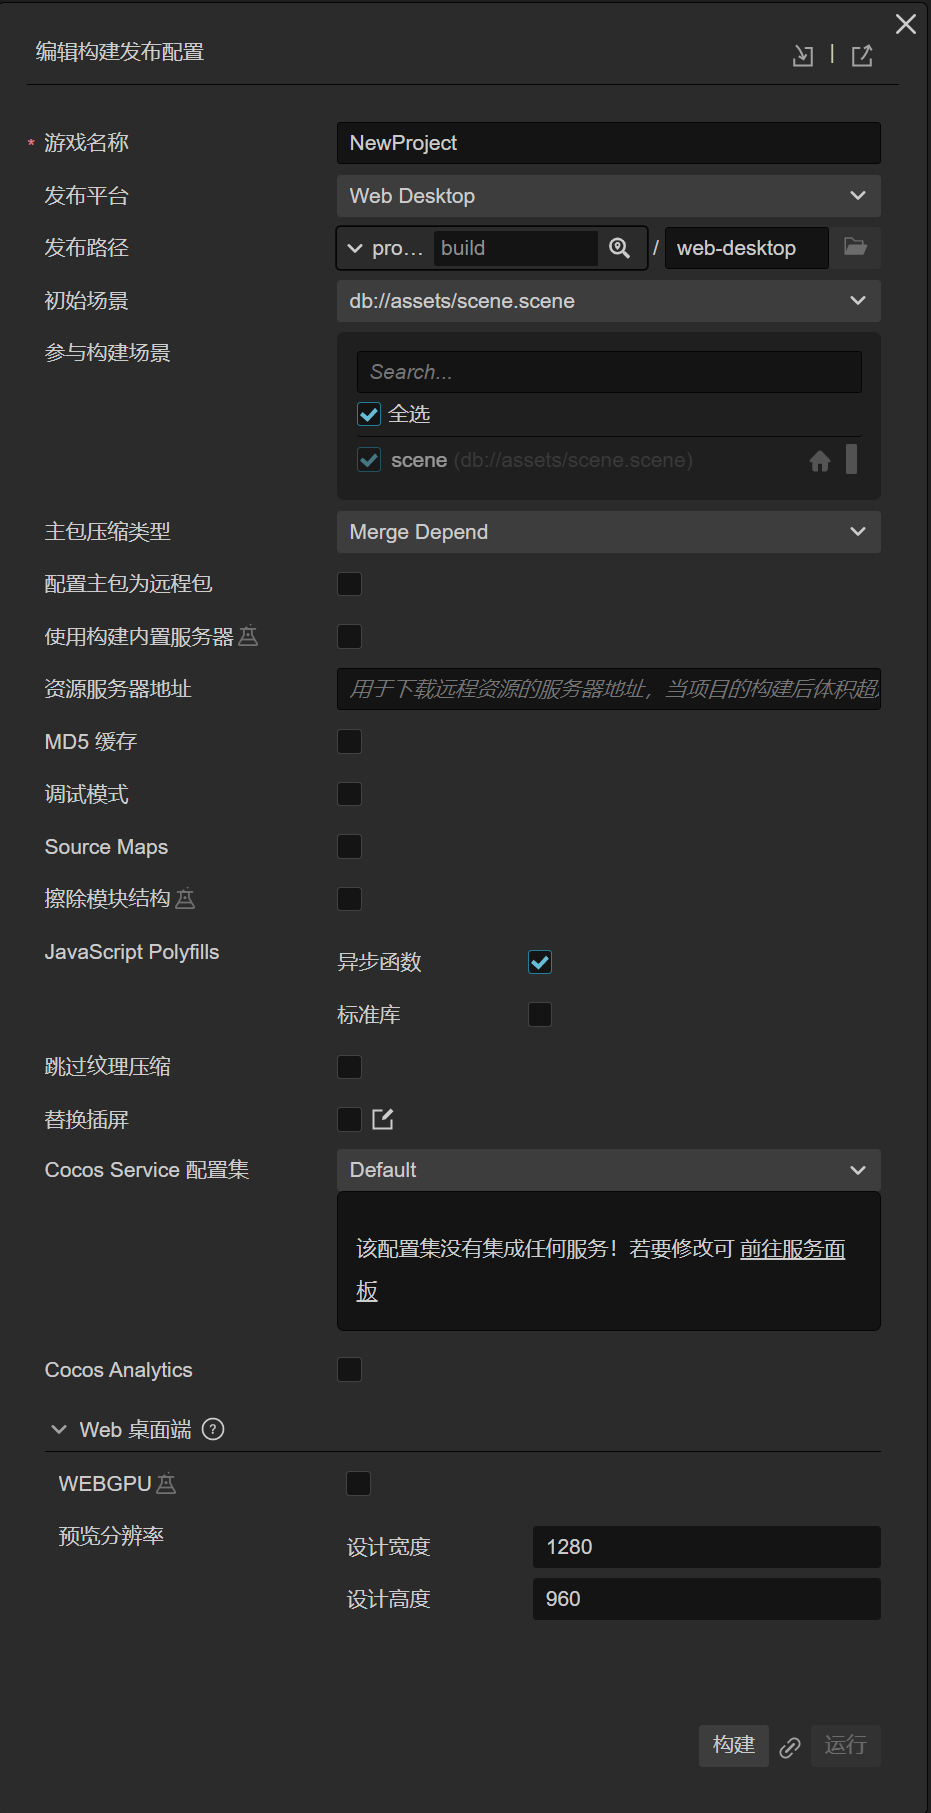 编辑构建发布配置
* 游戏名称 NewProject
发布平台 Web Desktop
发布路径 pro... build / web-desktop
初始场景 db://assets/scene.scene
参与构建场景
Search...
全选
scene (db://assets/scene.scene)
主包压缩类型 Merge Depend
配置主包为远程包
使用构建内置服务器
资源服务器地址 用于下载远程资源的服务器地址，当项目的构建后体积超
MD5 缓存
调试模式
Source Maps
擦除模块结构
JavaScript Polyfills
异步函数
标准库
跳过纹理压缩
替换插屏
Cocos Service 配置集 Default
该配置集没有集成任何服务！若要修改可 前往服务面
板
Cocos Analytics
Web 桌面端
WEBGPU
预览分辨率
设计宽度 1280
设计高度 960
构建 运行